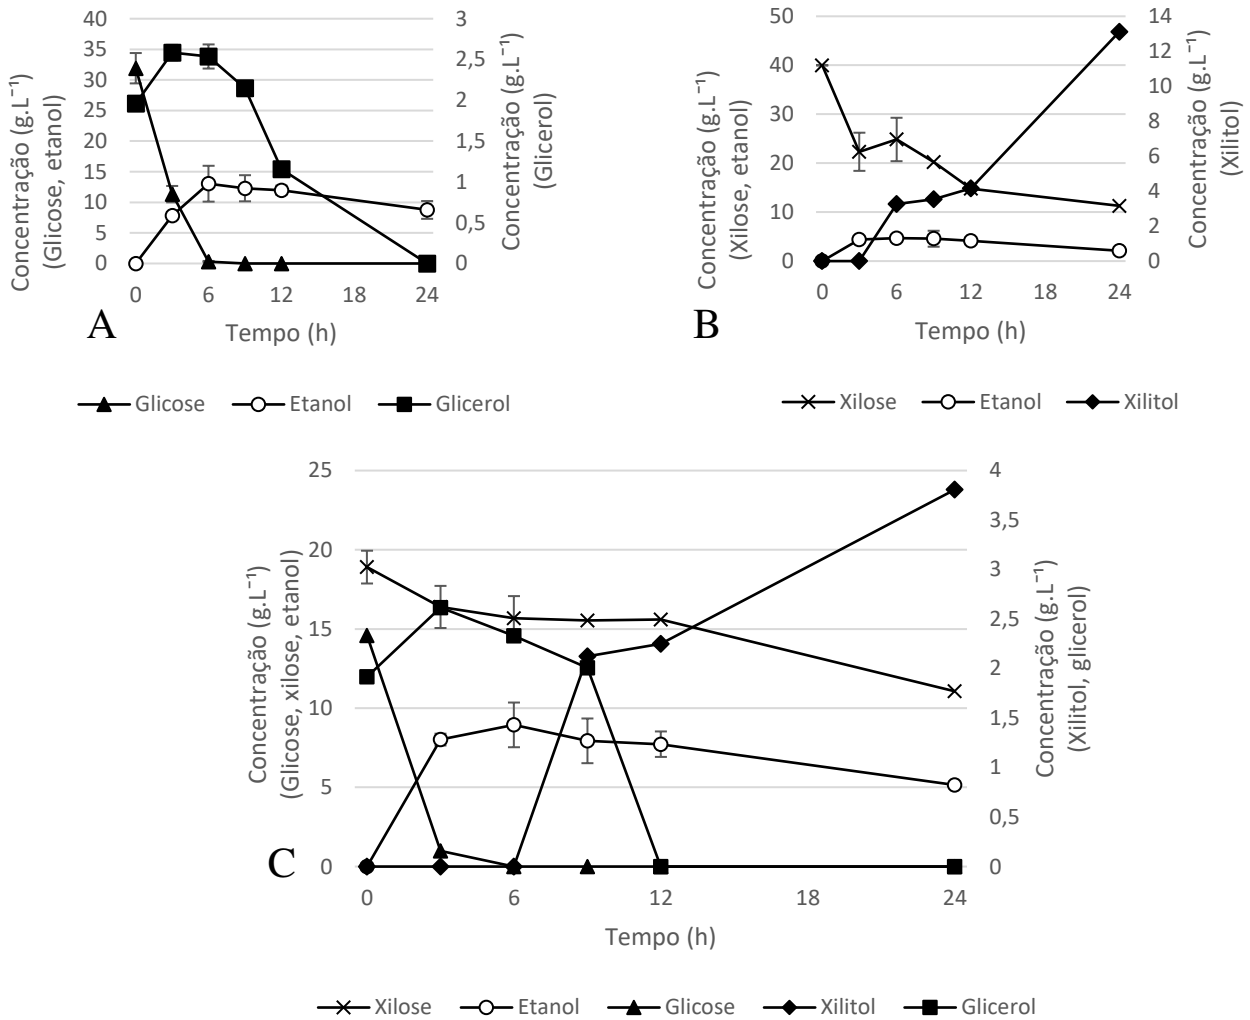 40
35
30
25
20
15
10
5
0
3
2,5
2
1,5
1
0,5
0
0
6
12
18
24
Concentração (g.L⁻¹)
(Glicose, etanol)
Concentração (g.L⁻¹)
(Glicerol)
Tempo (h)
A
Glicose
Etanol
Glicerol
50
40
30
20
10
0
14
12
10
8
6
4
2
0
0
6
12
18
24
Concentração (g.L⁻¹)
(Xilose, etanol)
Concentração (g.L⁻¹)
(Xilitol)
Tempo (h)
B
Xilose
Etanol
Xilitol
25
20
15
10
5
0
4
3,5
3
2,5
2
1,5
1
0,5
0
0
6
12
18
24
Concentração (g.L⁻¹)
(Glicose, xilose, etanol)
Concentração (g.L⁻¹)
(Xilitol, glicerol)
Tempo (h)
C
Xilose
Etanol
Glicose
Xilitol
Glicerol